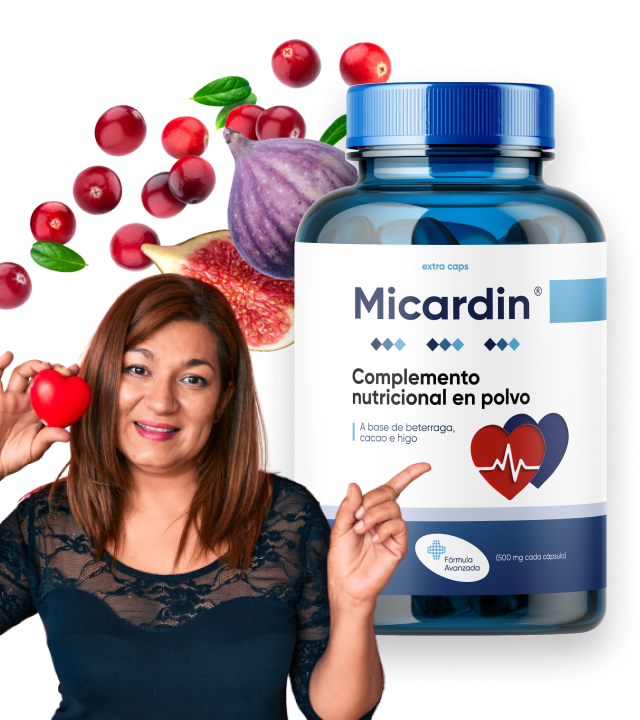 extra caps
Micardin®
Complemento
nutricional en polvo
A base de beterraga,
cacao e higo
Fórmula
Avanzada
(500 mg cada cápsula)